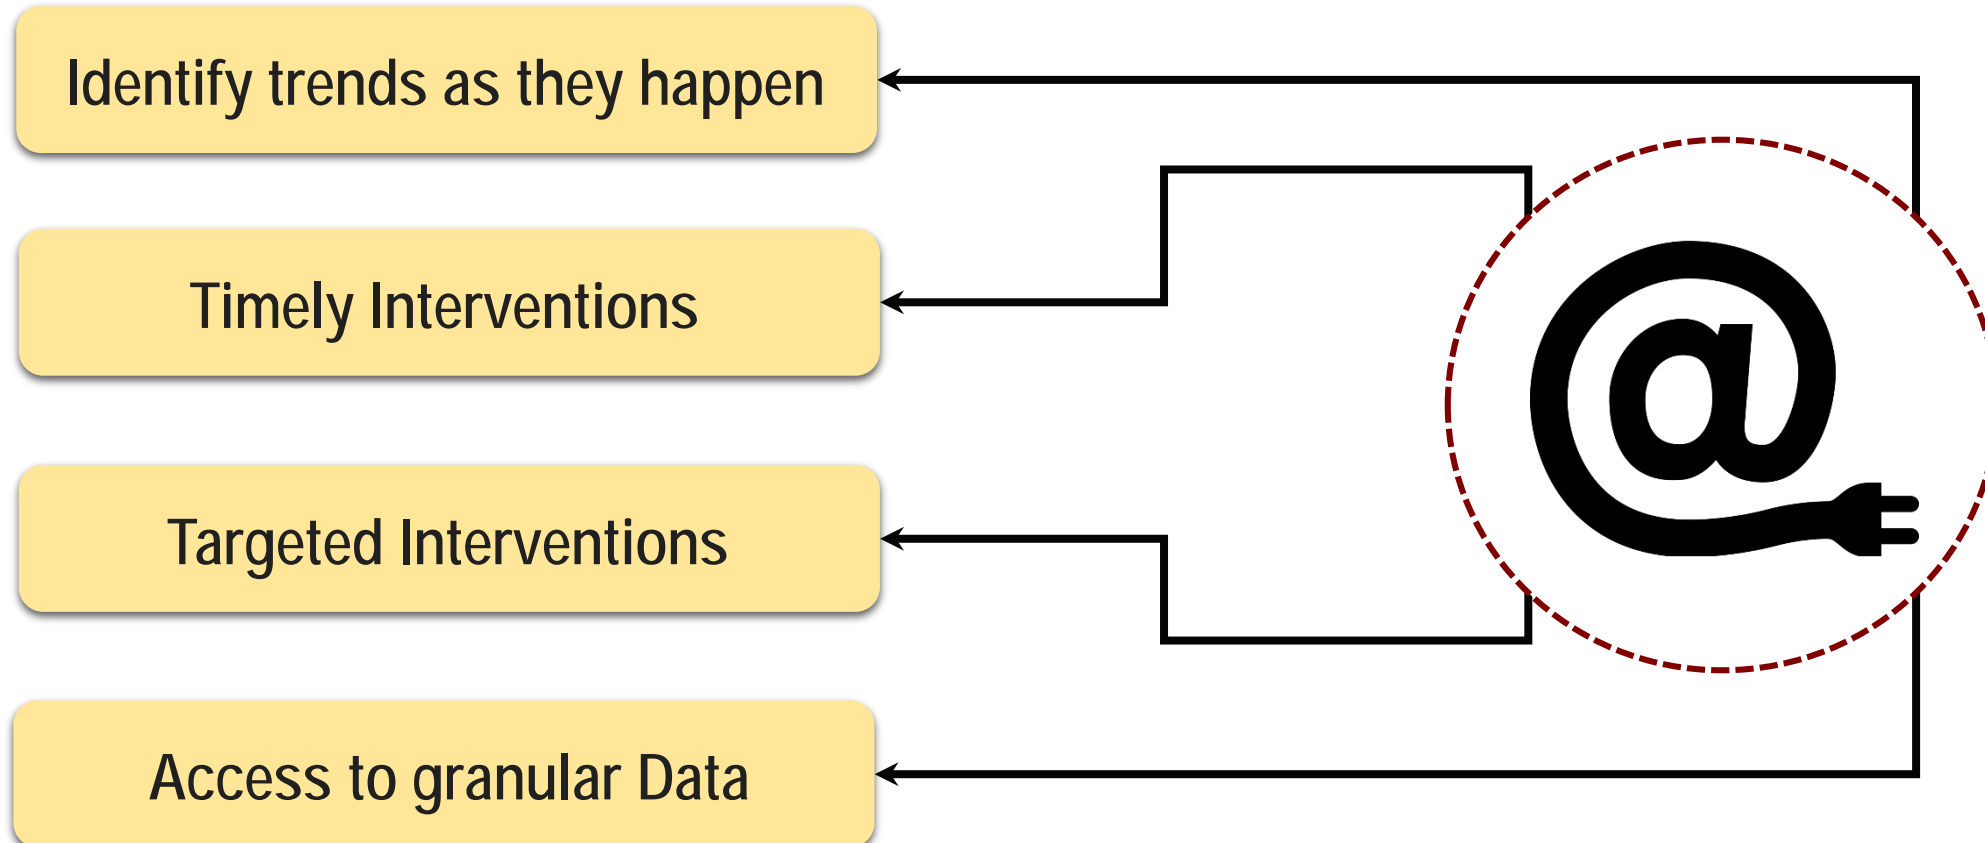 Identify trends as they happen
Timely Interventions
@
Targeted Interventions
Access to granular Data